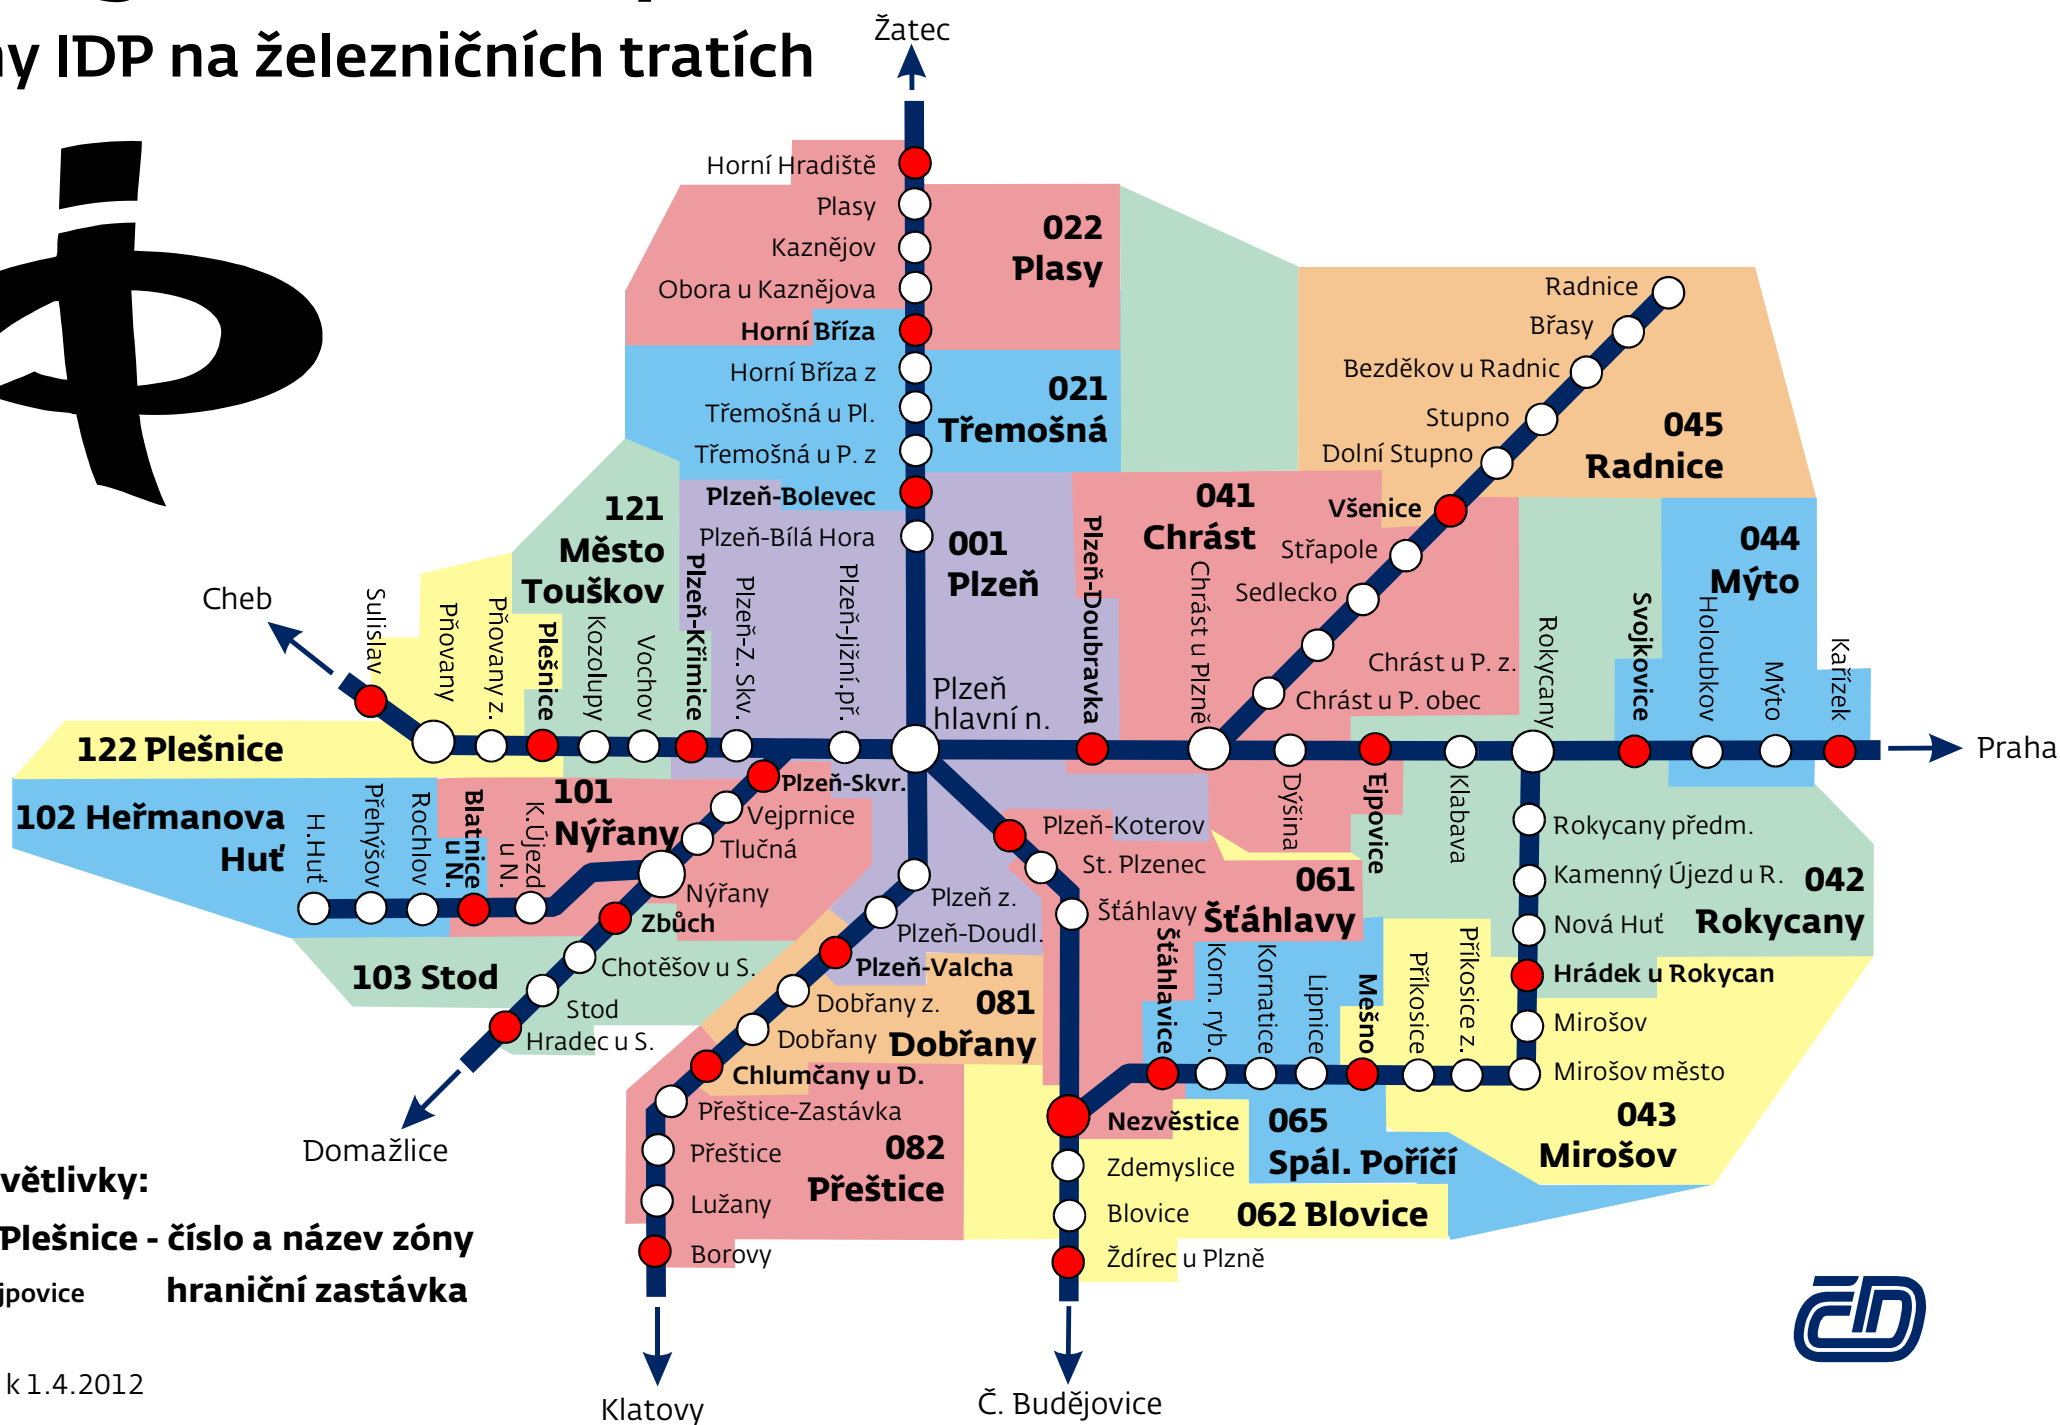 ny IDP na železničních tratích
Žatec
Horní Hradiště
Plasy
Kaznějov
Obora u Kaznějova
Horní Bříza
Horní Bříza z
Třemošná u Pl.
Třemošná u P. z
Plzeň-Bolevec
Plzeň-Bílá Hora
022
Plasy
021
Třemošná
Radnice
Břasy
Bezděkov u Radnic
Stupno
Dolní Stupno
Všenice
Střapole
Sedlecko
Chrást u P. z.
Chrást u P. obec
045
Radnice
121
Město
Touškov
001
Plzeň
041
Chrást
044
Mýto
Cheb
Sulislav
Pňovany
Pňovany z.
Plešnice
Kozolupy
Vochov
Plzeň-Křimice
Plzeň-Z. Skv.
Plzeň-Jižní.př.
Plzeň
hlavní n.
Plzeň-Doubravka
Chrást u Plzně
Dýšina
Ejpovice
Klabava
Rokycany
Svojkovice
Holoubkov
Mýto
Kařízek
Praha
122 Plešnice
102 Heřmanova
Huť
H.Huť
Přehýšov
Rochlov
Blatnice
u N.
K.Újezd
u N.
101
Nýřany
Plzeň-Skvr.
Vejprnice
Tlučná
Nýřany
Zbůch
Chotěšov u S.
Stod
Hradec u S.
103 Stod
Domažlice
Plzeň z.
Plzeň-Doudl.
Plzeň-Valcha
Dobřany z.
Dobřany
Chlumčany u D.
Přeštice-Zastávka
Přeštice
Lužany
Borovy
081
Dobřany
082
Přeštice
Klatovy
Plzeň-Koterov
St. Plzenec
Šťáhlavy
061
Šťáhlavy
Šťáhlavice
Korn. ryb.
Kornatice
Lipnice
Mešno
Příkosice
Příkosice z.
Rokycany předm.
Kamenný Újezd u R.
Nová Huť
Hrádek u Rokycan
Mirošov
Mirošov město
042
Rokycany
043
Mirošov
Nezvěstice
Zdemyslice
Blovice
Ždírec u Plzně
065
Spál. Poříčí
062 Blovice
Č. Budějovice
větlivky:
Plešnice - číslo a název zóny
jpovice hraniční zastávka
k 1.4.2012
ČD